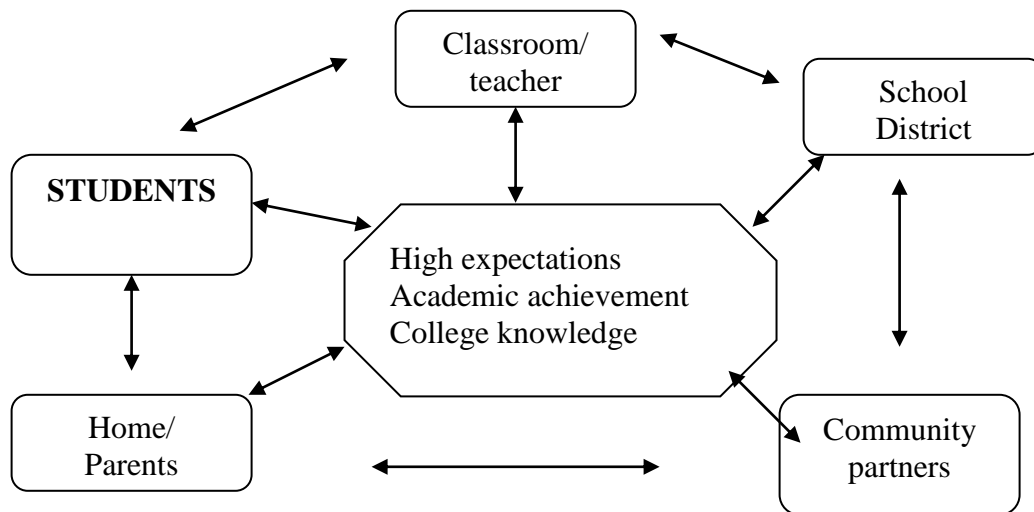 Classroom/
teacher
School
District
STUDENTS
High expectations
Academic achievement
College knowledge
Home/
Parents
Community
partners